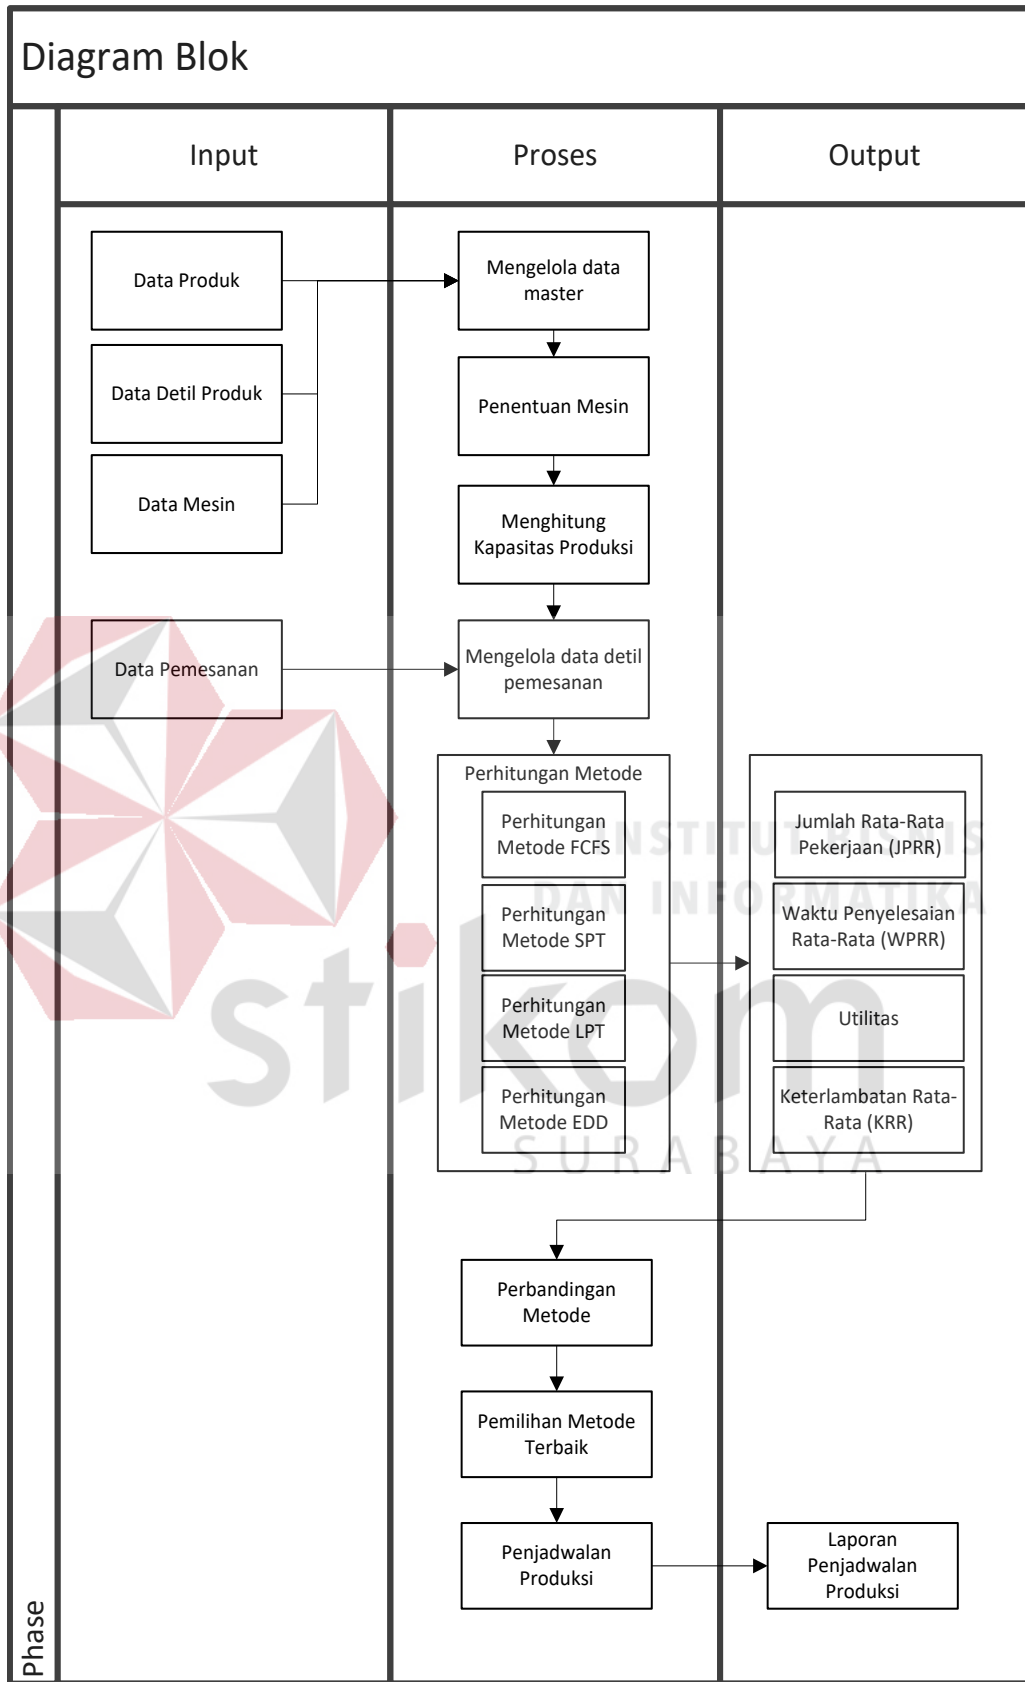 Diagram Blok
Input
Proses
Output
Data Produk
Mengelola data
master
Data Detil Produk
Penentuan Mesin
Data Mesin
Menghitung
Kapasitas Produksi
Data Pemesanan
Mengelola data detil
pemesanan
Perhitungan Metode
Perhitungan
Metode FCFS
Perhitungan
Metode SPT
Perhitungan
Metode LPT
Perhitungan
Metode EDD
Jumlah Rata-Rata
Pekerjaan (JPRR)
Waktu Penyelesaian
Rata-Rata (WPRR)
Utilitas
Keterlambatan Rata-
Rata (KRR)
INSTITUT BISNIS
DAN INFORMATIKA
stikom
SURABAYA
Perbandingan
Metode
Pemilihan Metode
Terbaik
Penjadwalan
Produksi
Laporan
Penjadwalan
Produksi
Phase